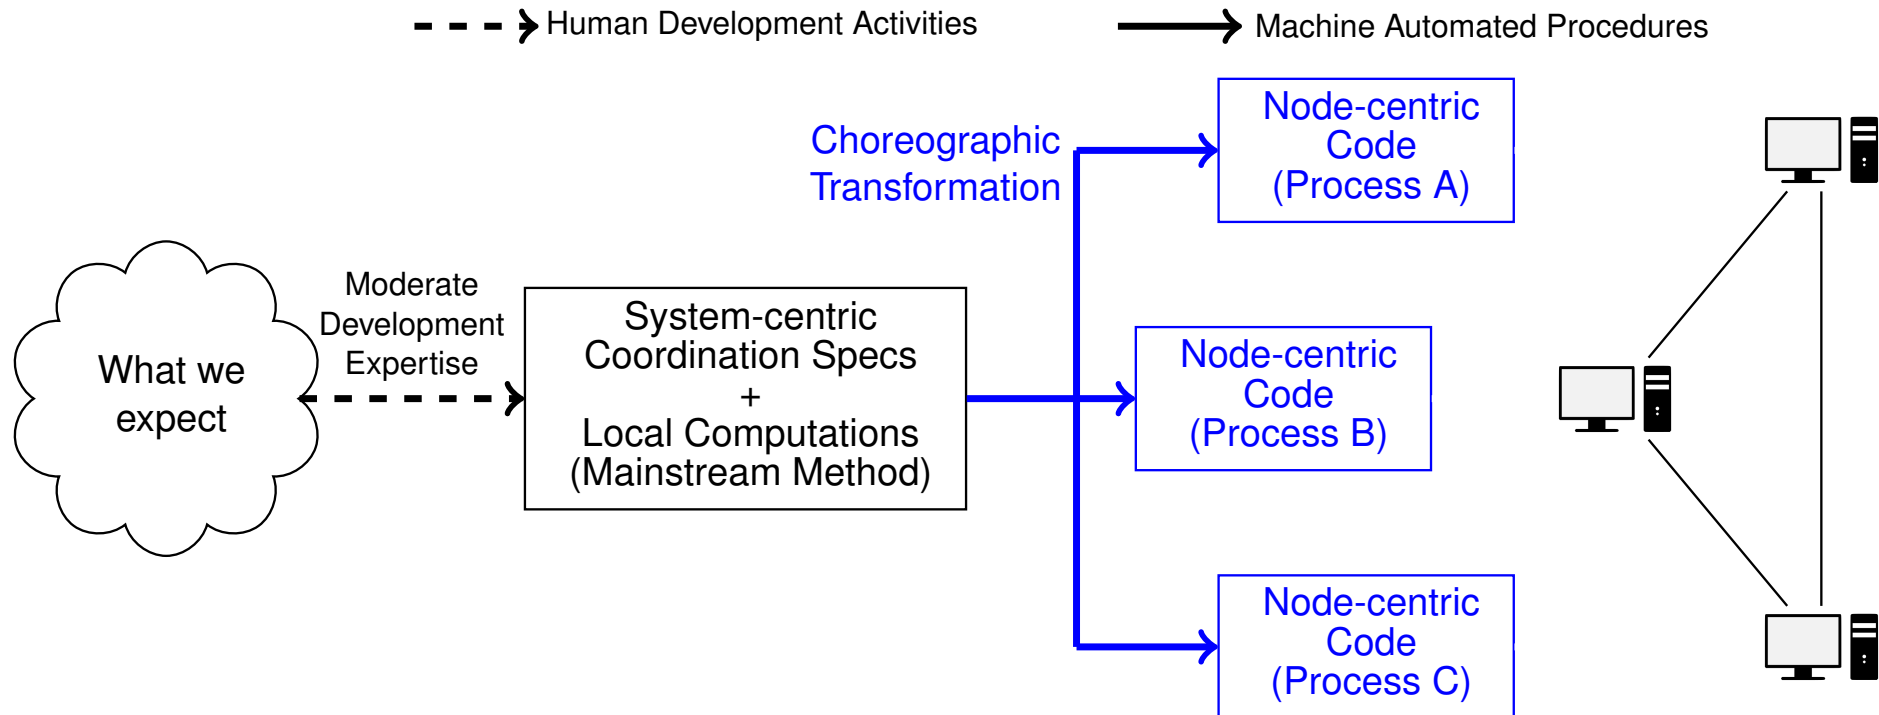 Human Development Activities
Machine Automated Procedures
What we
expect
Moderate
Development
Expertise
System-centric
Coordination Specs
+
Local Computations
(Mainstream Method)
Choreographic
Transformation
Node-centric
Code
(Process A)
Node-centric
Code
(Process B)
Node-centric
Code
(Process C)